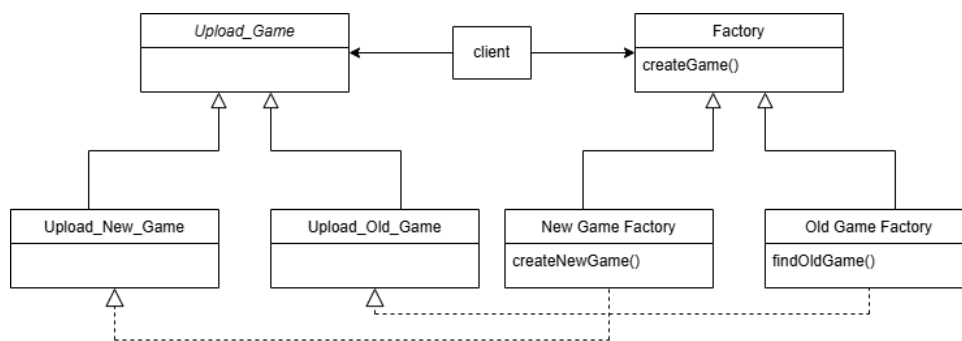 Upload_Game
client
Factory
createGame()
Upload_New_Game
Upload_Old_Game
New Game Factory
createNewGame()
Old Game Factory
findOldGame()